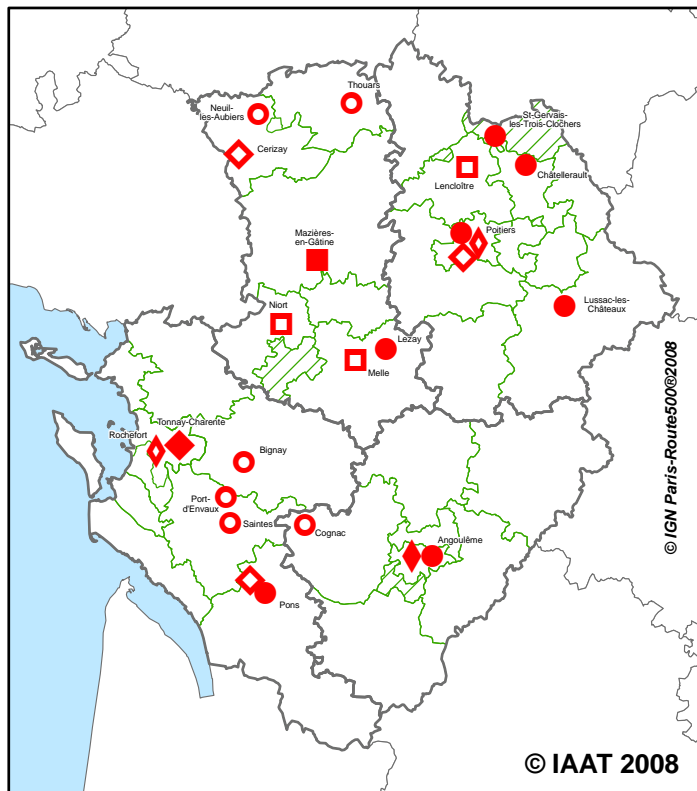 Thouars
Neuil-
les-Aubiers
Cerizay
St-Gervais-
les-Trois-Clochers
Châtellerault
Lencloître
Poitiers
Mazières-
en-Gâtine
Lussac-les-
Châteaux
Niort
Lezay
Melle
Tonnay-Charente
Rochefort
Bignay
Port-
d'Envaux
Saintes
Cognac
Angoulême
Pons
© IGN Paris-Route500®2008
© IAAT 2008